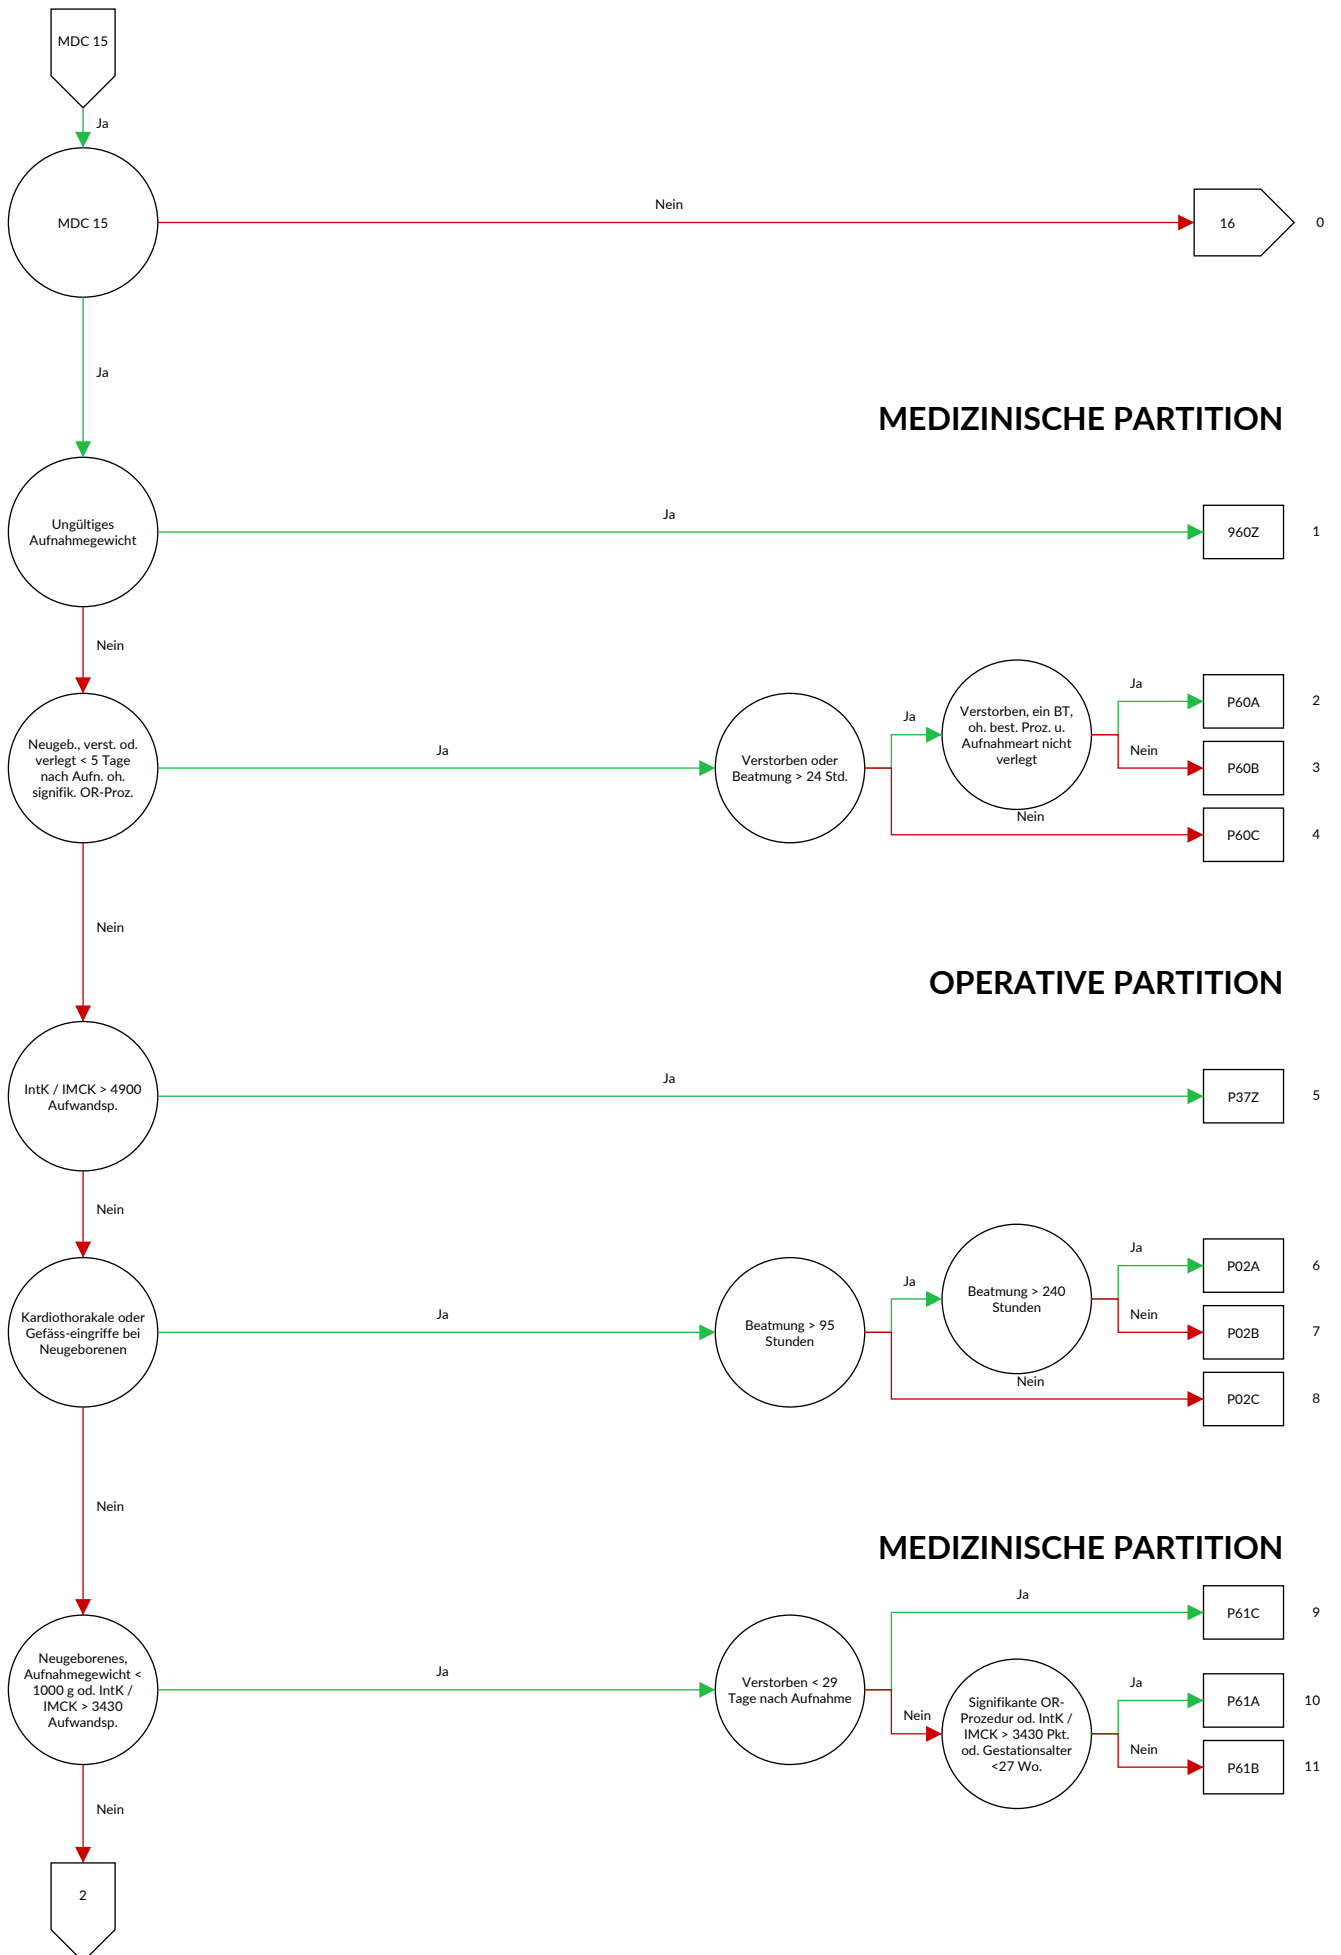 MDC 15
Ja
MDC 15
Nein
16
0
Ja
MEDIZINISCHE PARTITION
Ungültiges
Aufnahmegewicht
Ja
960Z
1
Nein
Neugeb., verst. od.
verlegt < 5 Tage
nach Aufn. oh.
signifik. OR-Proz.
Ja
Verstorben oder
Beatmung > 24 Std.
Ja
Verstorben, ein BT,
oh. best. Proz. u.
Aufnahmeart nicht
verlegt
Ja
P60A
2
Nein
P60B
3
Nein
P60C
4
Nein
OPERATIVE PARTITION
IntK / IMCK > 4900
Aufwandsp.
Ja
P37Z
5
Nein
Kardiothorakale oder
Gefäss-eingriffe bei
Neugeborenen
Ja
Beatmung > 95
Stunden
Ja
Beatmung > 240
Stunden
Ja
P02A
6
Nein
P02B
7
Nein
P02C
8
Nein
MEDIZINISCHE PARTITION
Neugeborenes,
Aufnahmegewicht <
1000 g od. IntK /
IMCK > 3430
Aufwandsp.
Ja
Verstorben < 29
Tage nach Aufnahme
Ja
P61C
9
Nein
Signifikante OR-
Prozedur od. IntK /
IMCK > 3430 Pkt.
od. Gestationsalter
<27 Wo.
Ja
P61A
10
Nein
P61B
11
Nein
2